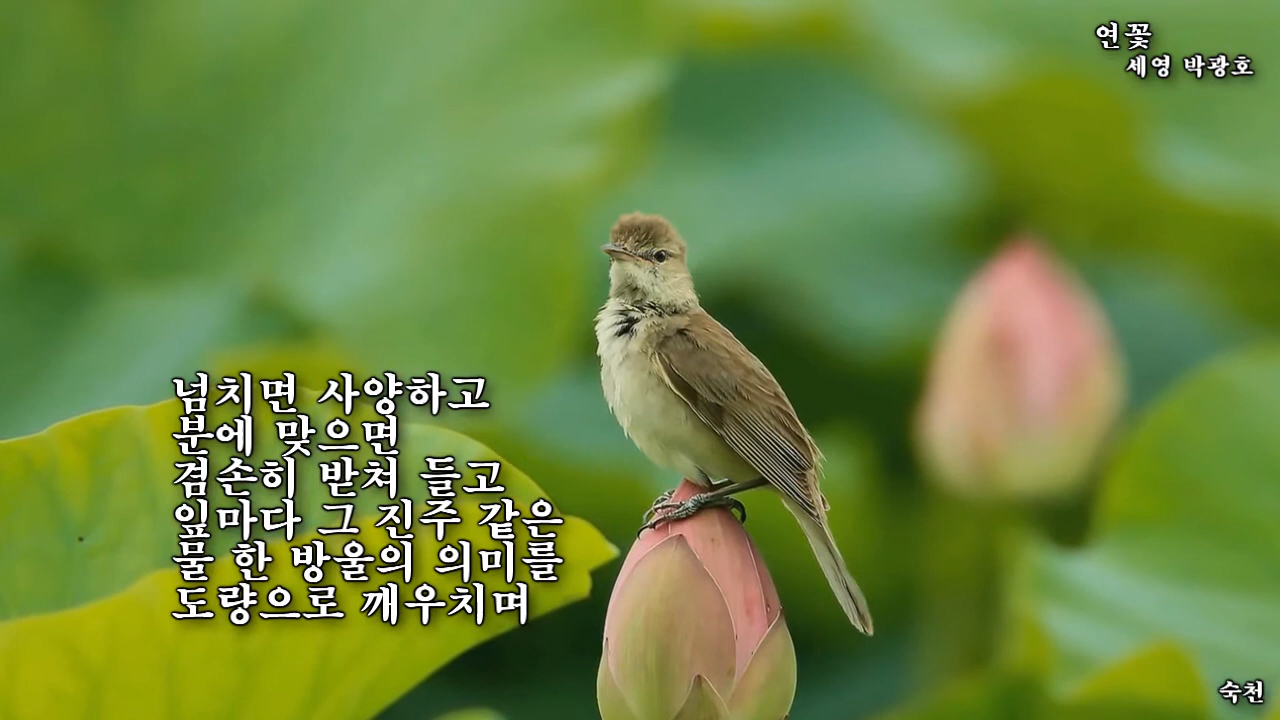 연꽃
세영 박광호
넘치면 사양하고
분에 맞으면
겸손히 받쳐 들고
잎마다 그 진주 같은
물 한 방울의 의미를
도량으로 깨우치며
숙천